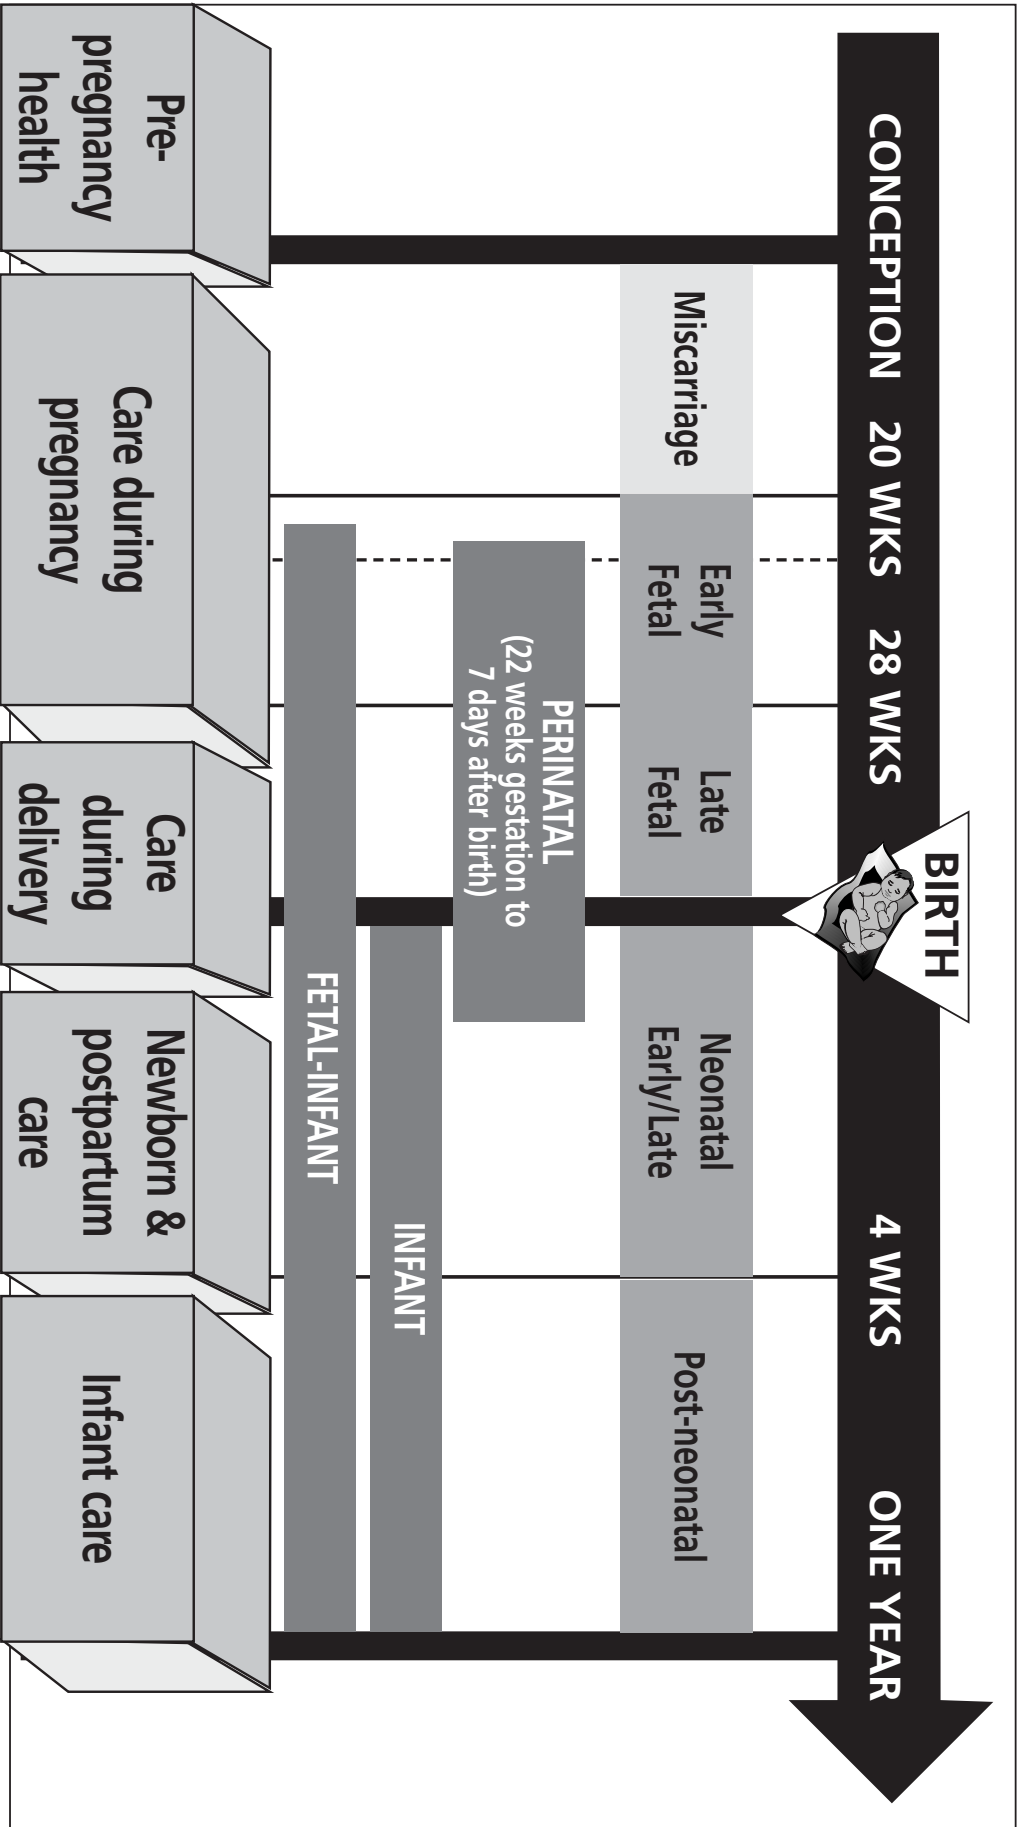 BIRTH
CONCEPTION 20 WKS 28 WKS 4 WKS ONE YEAR
Miscarriage
Early
Fetal
Late
Fetal
Neonatal
Early/Late
Post-neonatal
PERINATAL
(22 weeks gestation to
7 days after birth)
INFANT
FETAL-INFANT
Pre-
pregnancy
health
Care during
pregnancy
Care
during
delivery
Newborn &
postpartum
care
Infant care